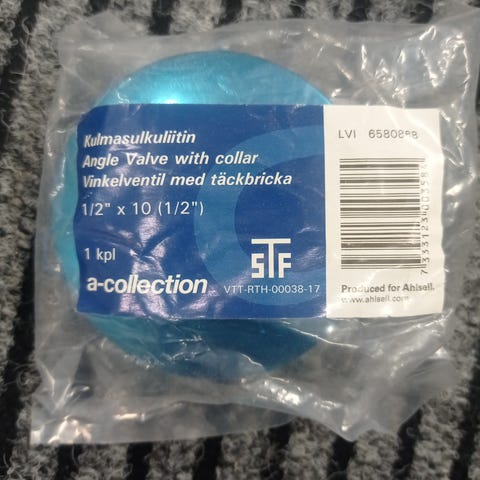 Kulmasulkuliitin
Angle Valve with collar
Vinkelventil med täckbricka
1/2" x 10 (1/2")
1 kpl
a-collection
STF
VTT-RTH-00038-17
LVI
Produced for Ahlsell.
www.ahlsell.com